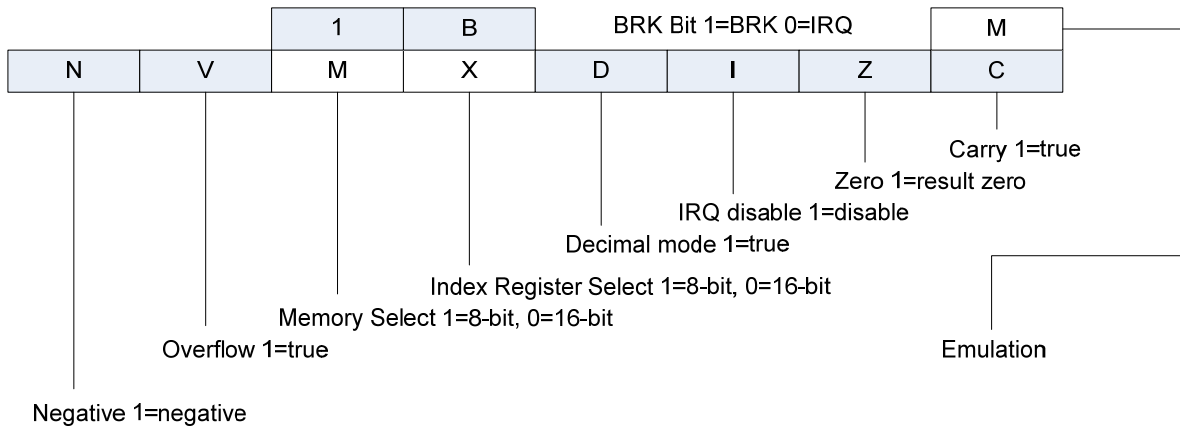 1 B BRK Bit 1=BRK 0=IRQ M
N V M X D I Z C
Carry 1=true
Zero 1=result zero
IRQ disable 1=disable
Decimal mode 1=true
Index Register Select 1=8-bit, 0=16-bit
Memory Select 1=8-bit, 0=16-bit
Overflow 1=true
Emulation
Negative 1=negative